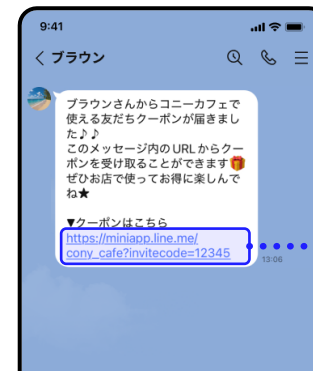 9:41
ブラウン
ブラウンさんからコニーカフェで
使える友だちクーポンが届きまし
た♪♪
このメッセージ内のURLからクー
ポンを受け取ることができます🎁
ぜひお店で使ってお得に楽しんで
ね★
▼クーポンはこちら
https://miniapp.line.me/
cony_cafe?invitecode=12345
13:06